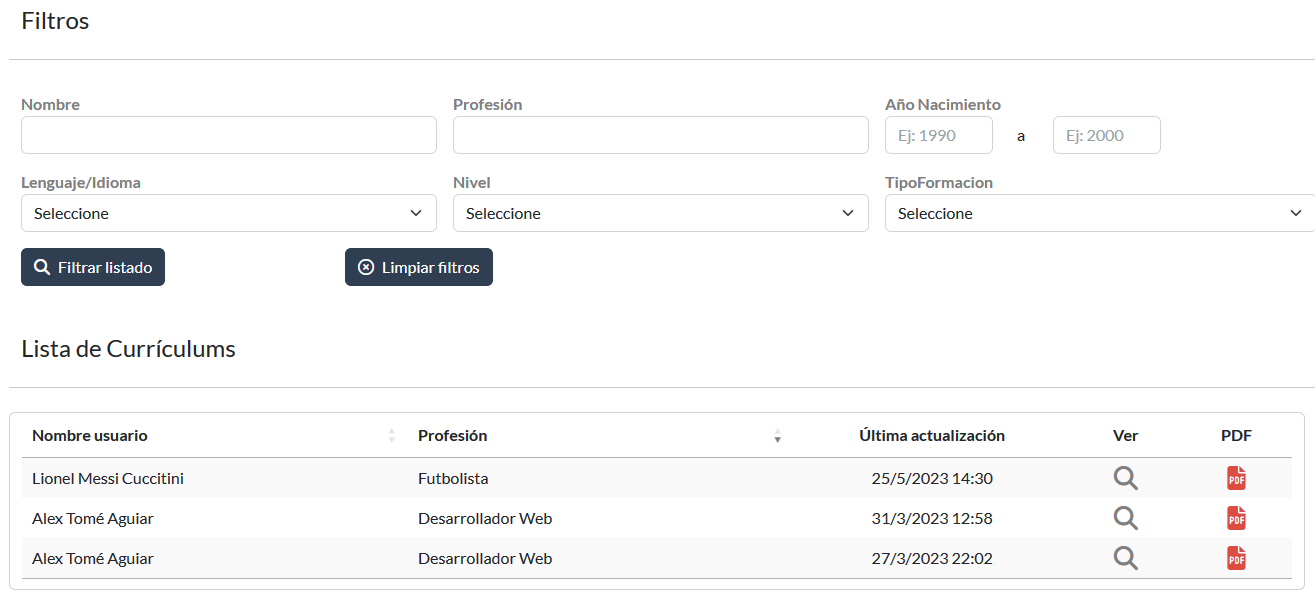 Filtros
Nombre Profesión Año Nacimiento
Ej: 1990 a Ej: 2000
Lenguaje/Idioma Nivel TipoFormacion
Seleccione Seleccione Seleccione
Filtrar listado Limpiar filtros
Lista de Currículums
Nombre usuario Profesión Última actualización Ver PDF
Lionel Messi Cuccitini Futbolista 25/5/2023 14:30 PDF
Alex Tomé Aguiar Desarrollador Web 31/3/2023 12:58 PDF
Alex Tomé Aguiar Desarrollador Web 27/3/2023 22:02 PDF